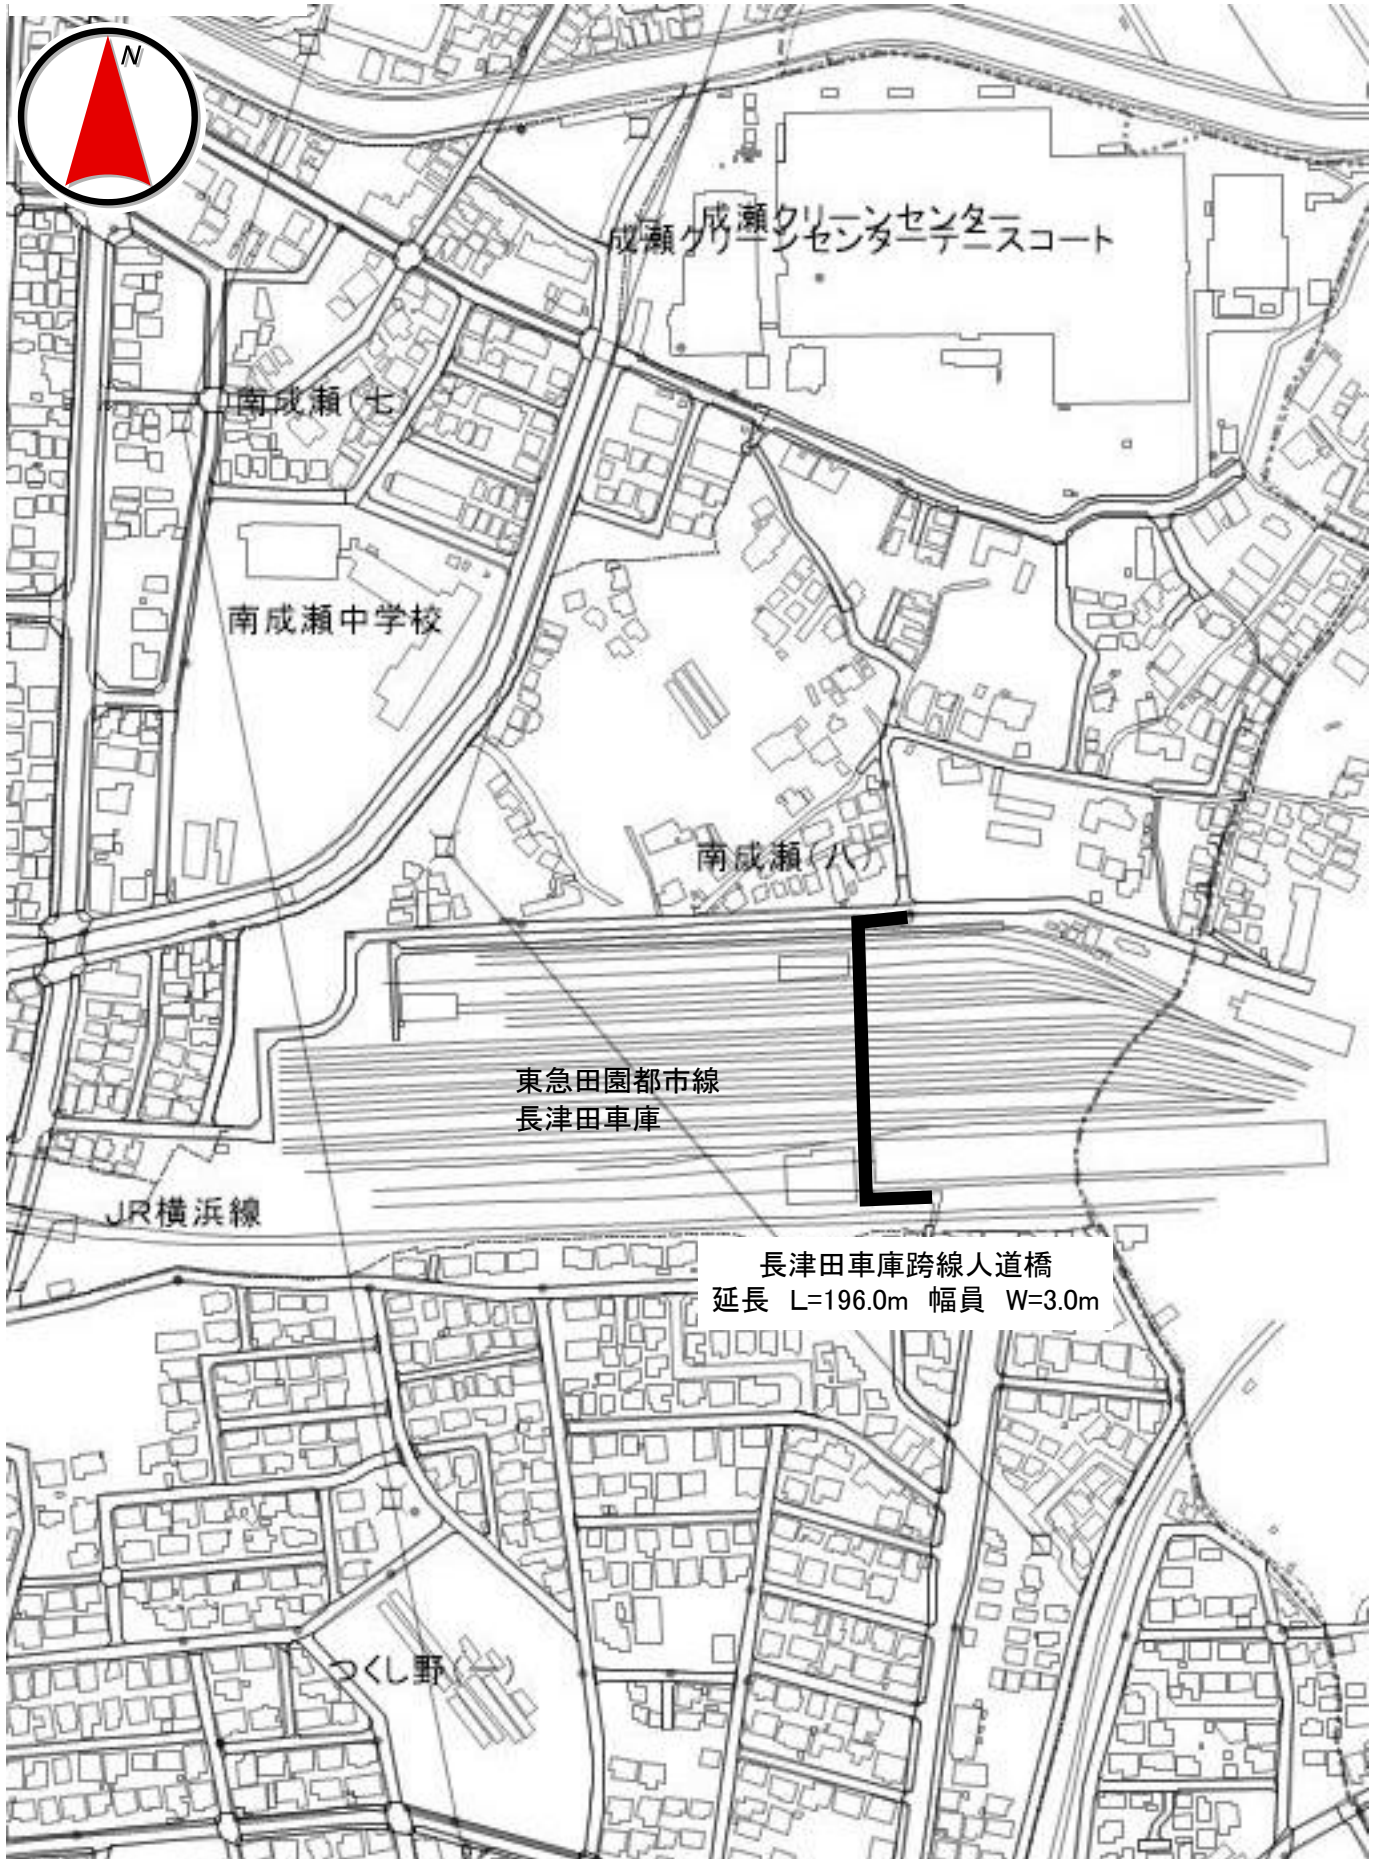 N
成瀬クリーンセンター
成瀬クリーンセンターテニスコート
南成瀬(七)
南成瀬中学校
南成瀬(八)
東急田園都市線
長津田車庫
JR横浜線
長津田車庫跨線人道橋
延長 L=196.0m 幅員 W=3.0m
つくし野(一)